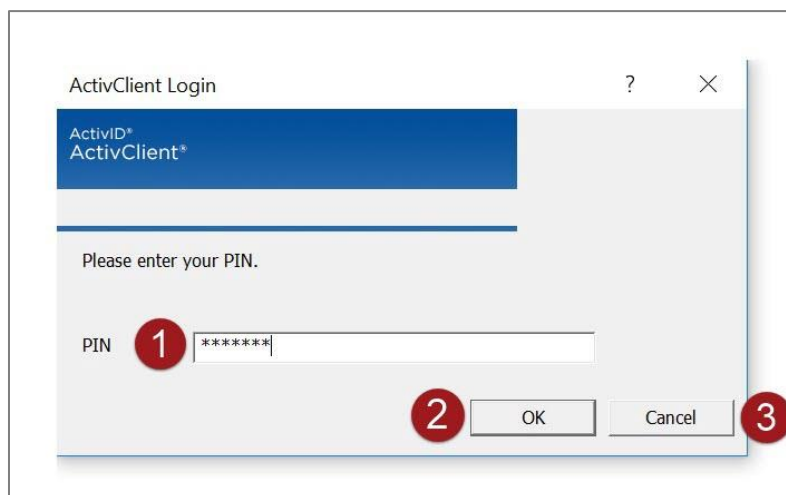 ActivClient Login ? ×
ActivID®
ActivClient®
Please enter your PIN.
PIN 1 *******
2 OK Cancel 3